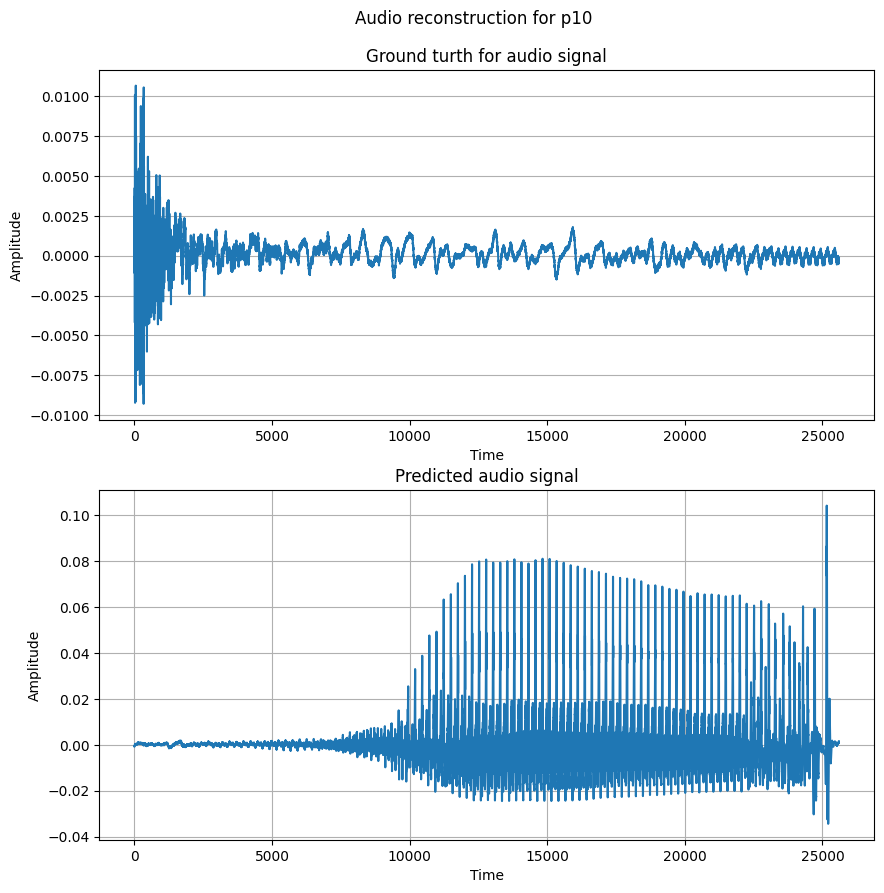 Audio reconstruction for p10
Ground turth for audio signal
0.0100
0.0075
0.0050
0.0025
0.0000
−0.0025
−0.0050
−0.0075
−0.0100
Amplitude
0 5000 10000 15000 20000 25000
Time
Predicted audio signal
0.10
0.08
0.06
0.04
0.02
0.00
−0.02
−0.04
Amplitude
0 5000 10000 15000 20000 25000
Time